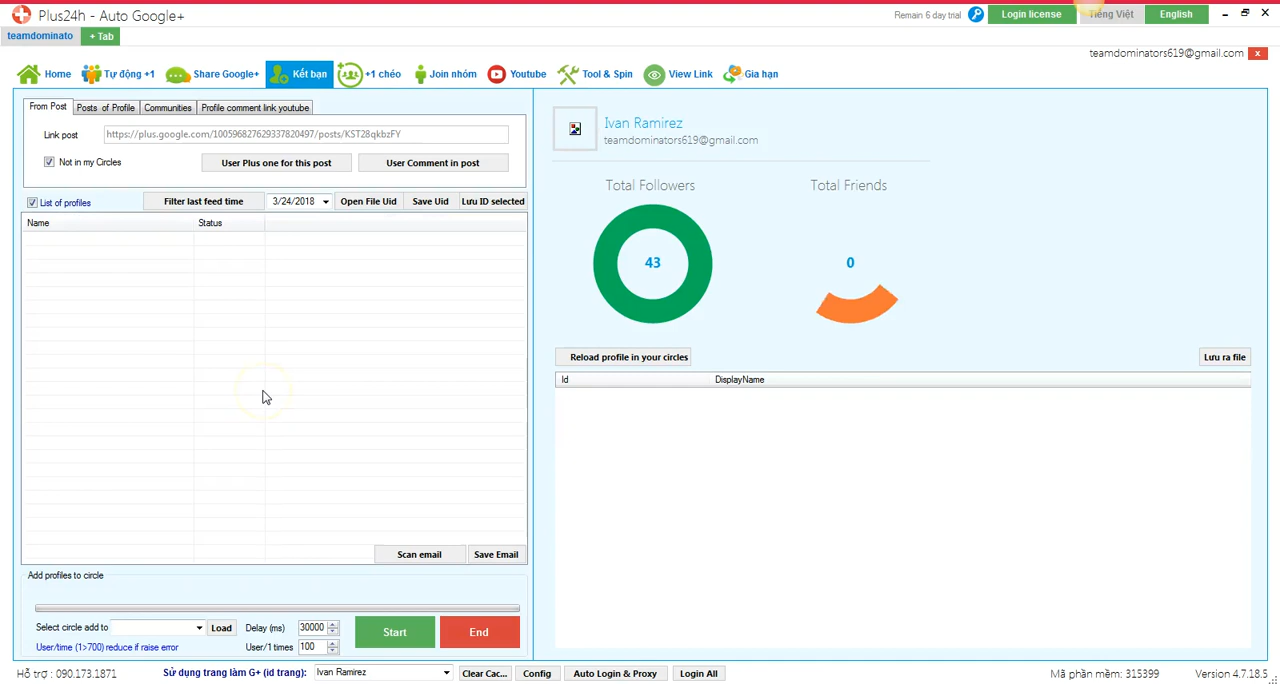 Plus24h - Auto Google+
Remain 6 day trial
Login license
Tiếng Việt
English
teamdominato
+ Tab
teamdominators619@gmail.com
x
Home
Tự động +1
Share Google+
Kết bạn
+1 chéo
Join nhóm
Youtube
Tool & Spin
View Link
Gia hạn
From Post
Posts of Profile
Communities
Profile comment link youtube
Link post
https://plus.google.com/100596827629337820497/posts/KST28qkbzFY
Not in my Circles
User Plus one for this post
User Comment in post
List of profiles
Filter last feed time
3/24/2018
Open File Uid
Save Uid
Lưu ID selected
Name
Status
Scan email
Save Email
Add profiles to circle
Select circle add to
Load
Delay (ms)
30000
Start
End
User/time (1>700) reduce if raise error
User/1 times
100
Ivan Ramirez
teamdominators619@gmail.com
Total Followers
Total Friends
43
0
Reload profile in your circles
Lưu ra file
Id
DisplayName
Hỗ trợ : 090.173.1871
Sử dụng trang làm G+ (id trang):
Ivan Ramirez
Clear Cac...
Config
Auto Login & Proxy
Login All
Mã phần mềm: 315399
Version 4.7.18.5